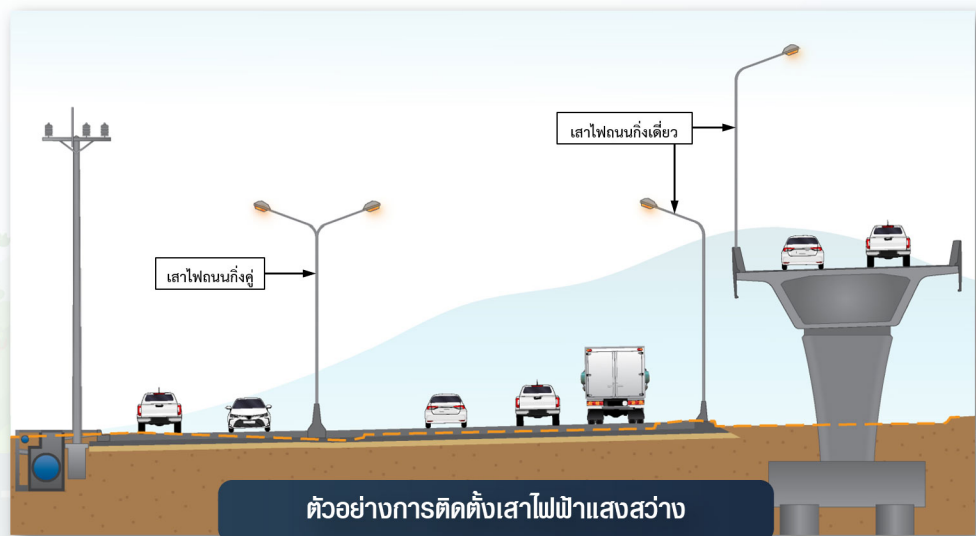 เสาไฟถนนกิ่งเดี่ยว
เสาไฟถนนกิ่งคู่
ตัวอย่างการติดตั้งเสาไฟฟ้าแสงสว่าง